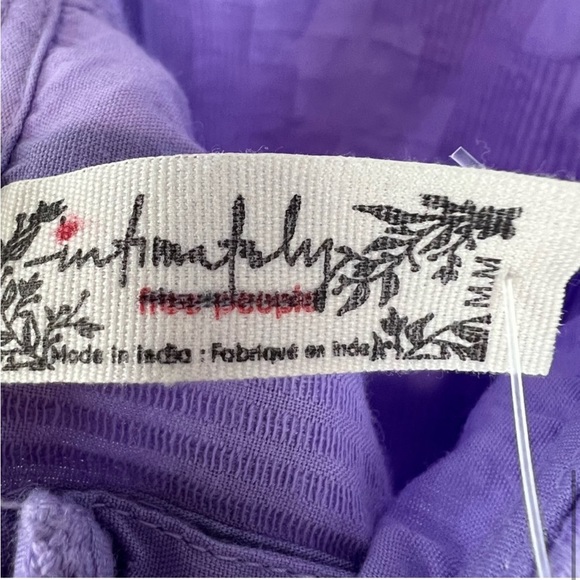 intimately
free people
Made in India : Fabriqué en Inde
M.M